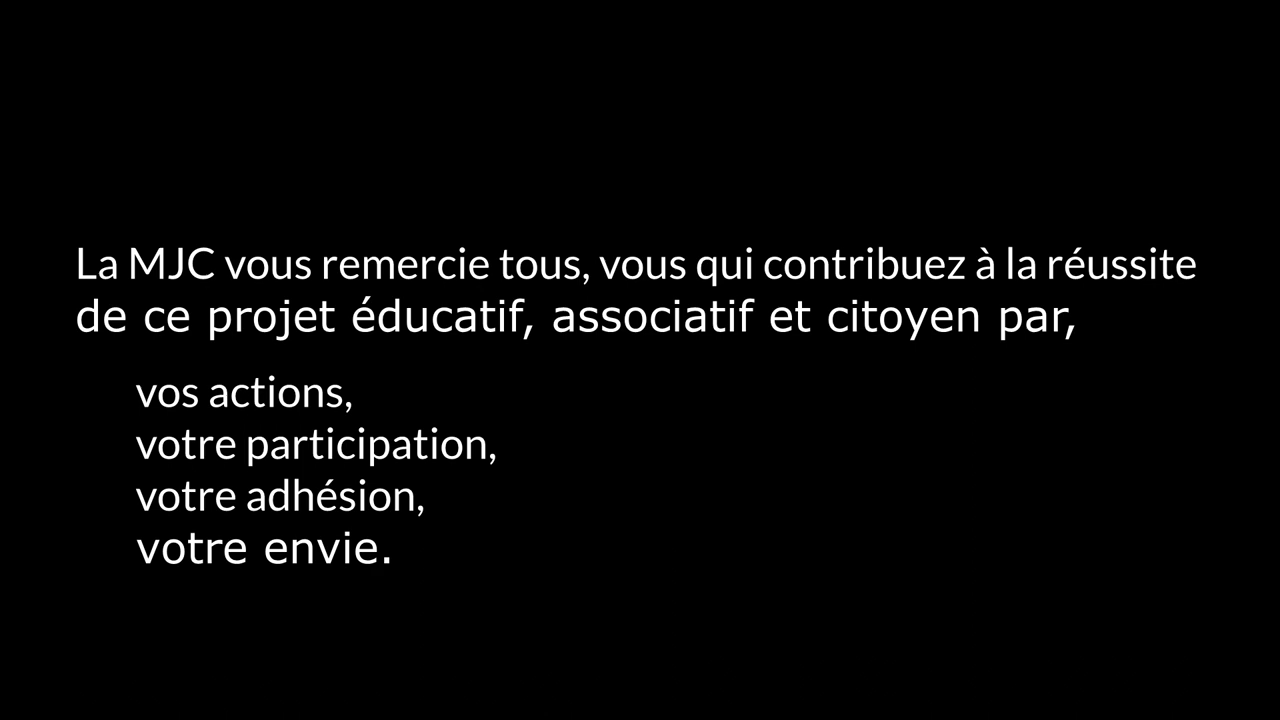 La MJC vous remercie tous, vous qui contribuez à la réussite
de ce projet éducatif, associatif et citoyen par,
vos actions,
votre participation,
votre adhésion,
votre envie.